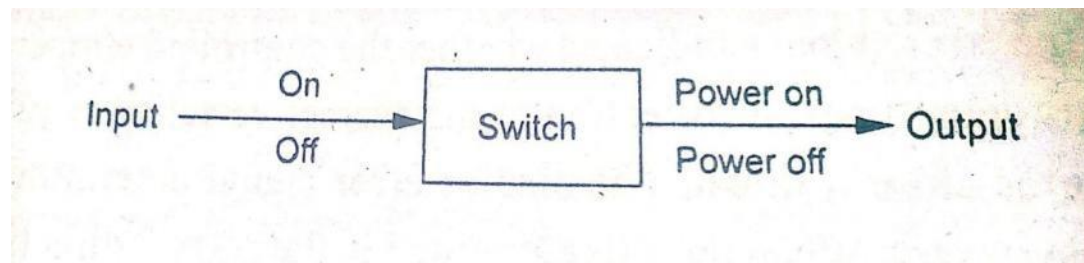 On
Power on
Input
Switch
Output
Off
Power off